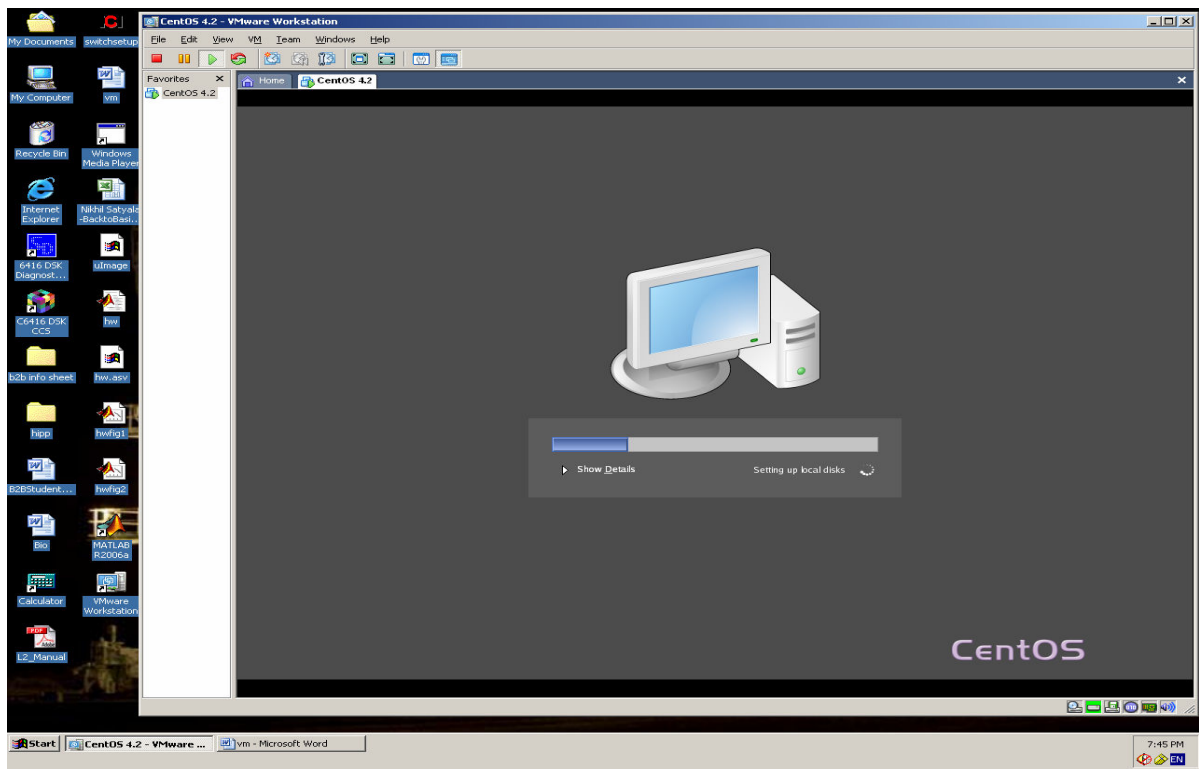 My Documents
switchsetup
My Computer
vm
Recycle Bin
Windows
Media Player
Internet
Explorer
Nikhil Satyala
-BacktoBasi...
6416 DSK
Diagnost...
uImage
C6416 DSK
CCS
hw
b2b info sheet
hw.asv
hipp
hwfig1
B2BStudent...
hwfig2
Bio
MATLAB
R2006a
Calculator
VMware
Workstation
L2_Manual
CentOS 4.2 - VMware Workstation
File Edit View VM Team Windows Help
Favorites
CentOS 4.2
Home
CentOS 4.2
Show Details
Setting up local disks
CentOS
Start
CentOS 4.2 - VMware ...
vm - Microsoft Word
7:45 PM
EN